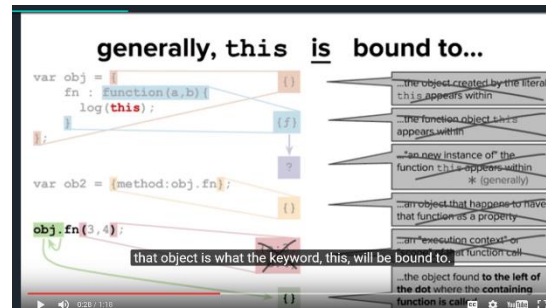 generally, this is bound to...
var obj = {
fn : function(a,b){
log(this);
}
};
var ob2 = {method:obj.fn};
obj.fn(3,4);
{}
{f}
?
{}
{}
...the object created by the literal
this appears within
...the function object this
appears within
..."an new instance of" the
function this appears within
* (generally)
...an object that happens to have
that function as a property
...an "execution context" or
of that function call
...the object found to the left of
the dot where the containing
function is called
that object is what the keyword, this, will be bound to.
0:28 / 1:16